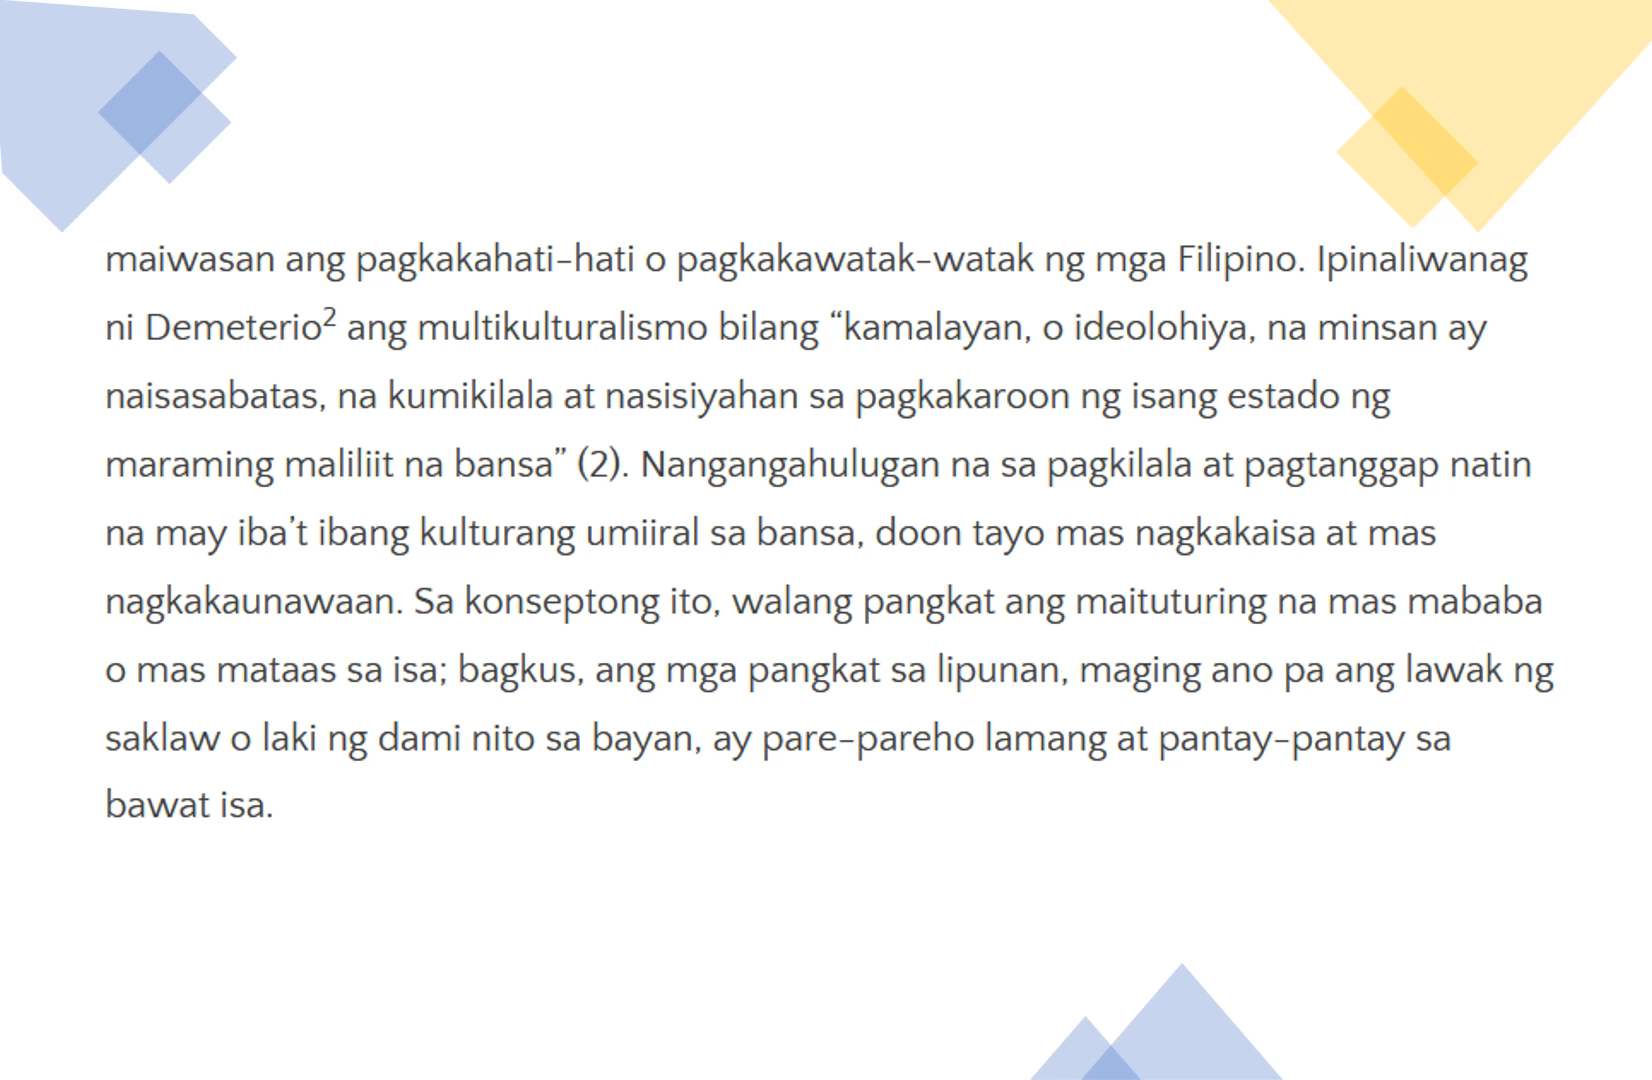 maiwasan ang pagkakahati-hati o pagkakawatak-watak ng mga Filipino. Ipinaliwanag
ni Demeterio² ang multikulturalismo bilang “kamalayan, o ideolohiya, na minsan ay
naisasabatas, na kumikilala at nasisiyahan sa pagkakaroon ng isang estado ng
maraming maliliit na bansa” (2). Nangangahulugan na sa pagkilala at pagtanggap natin
na may iba’t ibang kulturang umiiral sa bansa, doon tayo mas nagkakaisa at mas
nagkakaunawaan. Sa konseptong ito, walang pangkat ang maituturing na mas mababa
o mas mataas sa isa; bagkus, ang mga pangkat sa lipunan, maging ano pa ang lawak ng
saklaw o laki ng dami nito sa bayan, ay pare-pareho lamang at pantay-pantay sa
bawat isa.